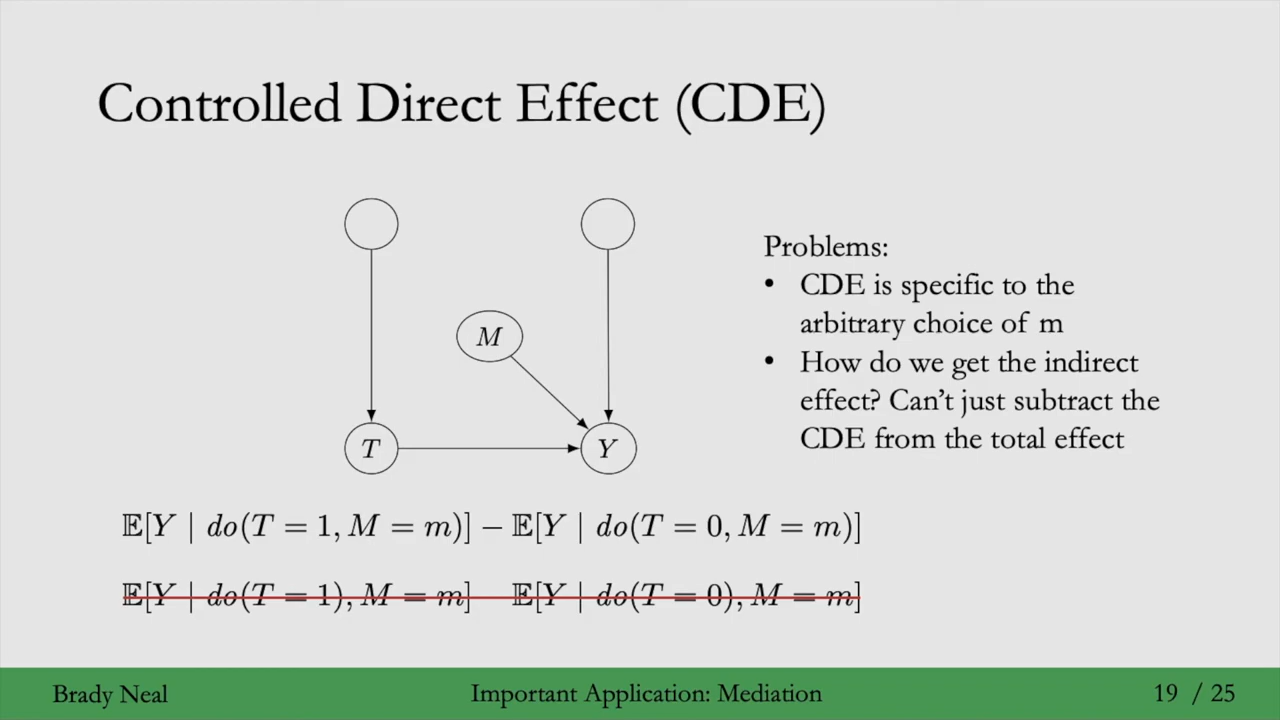 Controlled Direct Effect (CDE)
M
T
Y
Problems:
• CDE is specific to the
arbitrary choice of m
• How do we get the indirect
effect? Can't just subtract the
CDE from the total effect
𝔼[Y | do(T = 1, M = m)] − 𝔼[Y | do(T = 0, M = m)]
𝔼[Y | do(T = 1), M = m] − 𝔼[Y | do(T = 0), M = m]
Brady Neal
Important Application: Mediation
19 / 25